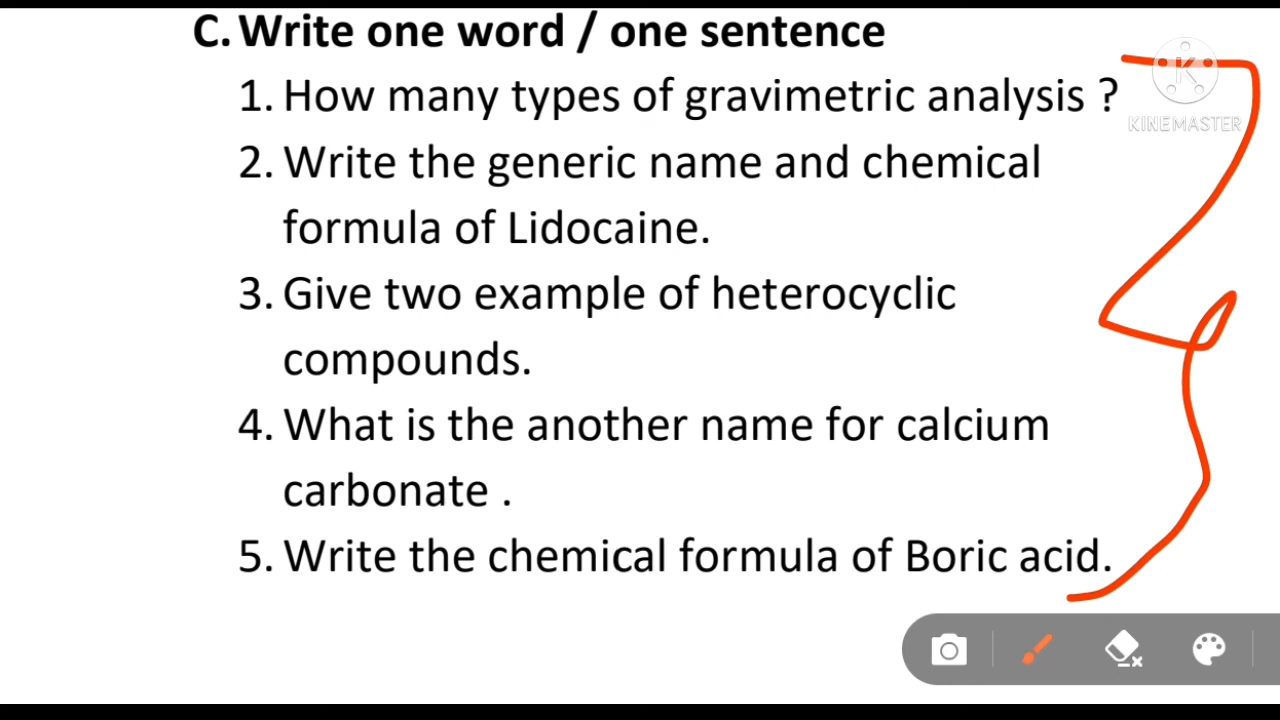 C. Write one word / one sentence
1. How many types of gravimetric analysis ?
K
KINEMASTER
2. Write the generic name and chemical
formula of Lidocaine.
3. Give two example of heterocyclic
compounds.
4. What is the another name for calcium
carbonate .
5. Write the chemical formula of Boric acid.